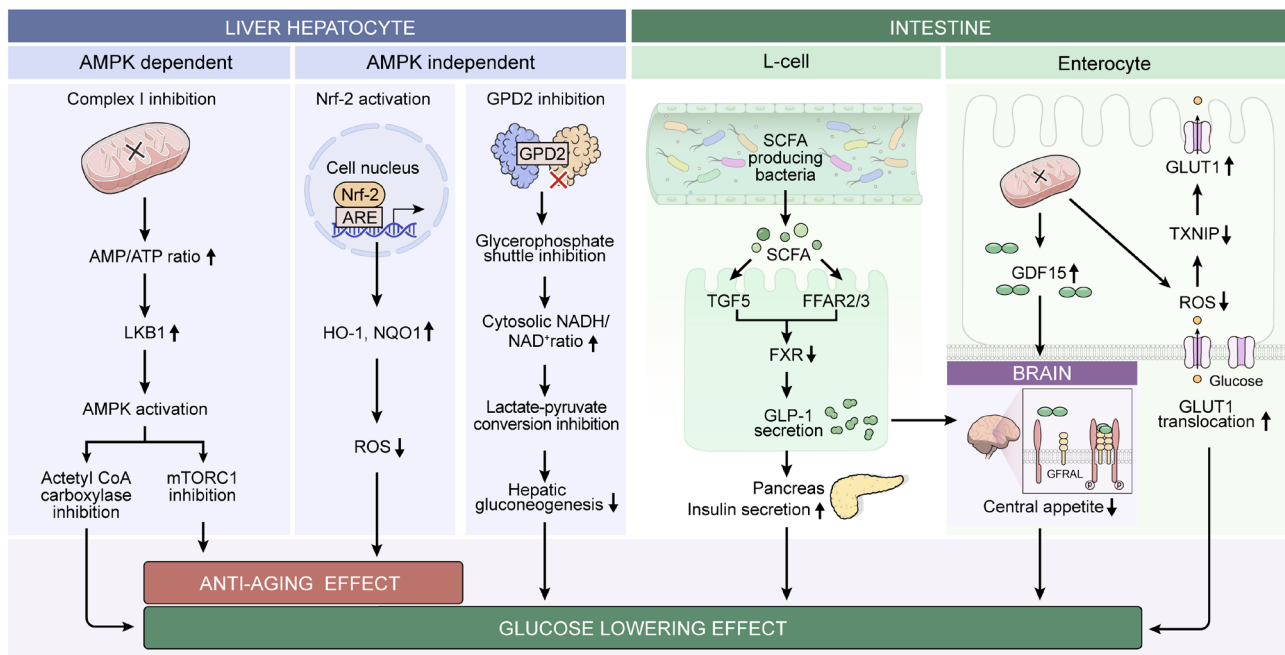 LIVER HEPATOCYTE
INTESTINE
AMPK dependent
AMPK independent
L-cell
Enterocyte
Complex I inhibition
AMP/ATP ratio
LKB1
AMPK activation
Actetyl CoA
carboxylase
inhibition
mTORC1
inhibition
Nrf-2 activation
Cell nucleus
Nrf-2
ARE
HO-1, NQO1
ROS
GPD2 inhibition
GPD2
Glycerophosphate
shuttle inhibition
Cytosolic NADH/
NAD⁺ratio
Lactate-pyruvate
conversion inhibition
Hepatic
gluconeogenesis
SCFA
producing
bacteria
SCFA
TGF5
FFAR2/3
FXR
GLP-1
secretion
Pancreas
Insulin secretion
GDF15
BRAIN
GFRAL
P
P
Central appetite
GLUT1
TXNIP
ROS
Glucose
GLUT1
translocation
ANTI-AGING EFFECT
GLUCOSE LOWERING EFFECT